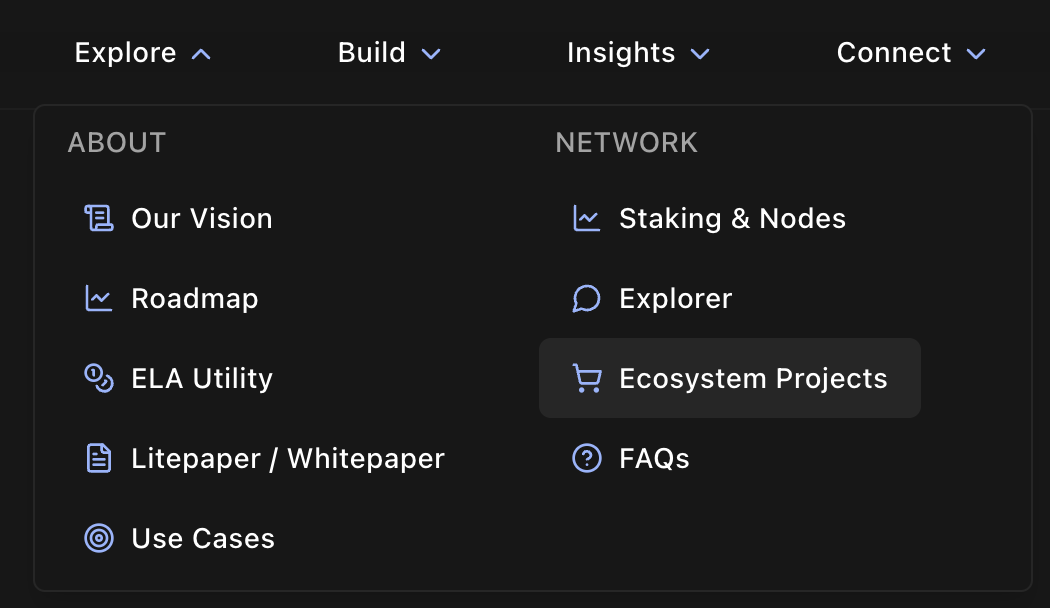 Explore
Build
Insights
Connect
ABOUT
Our Vision
Roadmap
ELA Utility
Litepaper / Whitepaper
Use Cases
NETWORK
Staking & Nodes
Explorer
Ecosystem Projects
FAQs